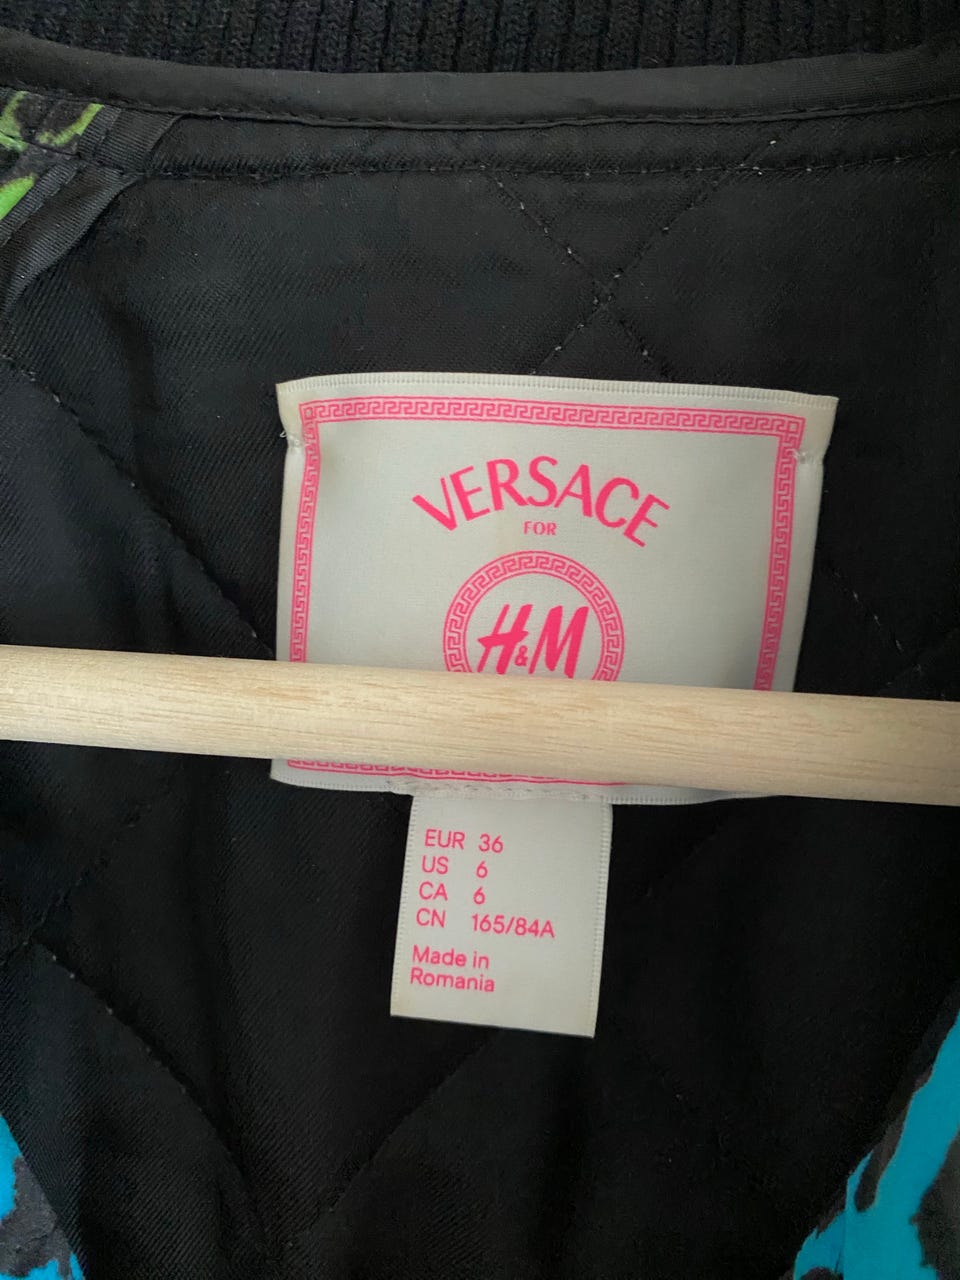 VERSACE
FOR
H&M
EUR 36
US 6
CA 6
CN 165/84A
Made in
Romania